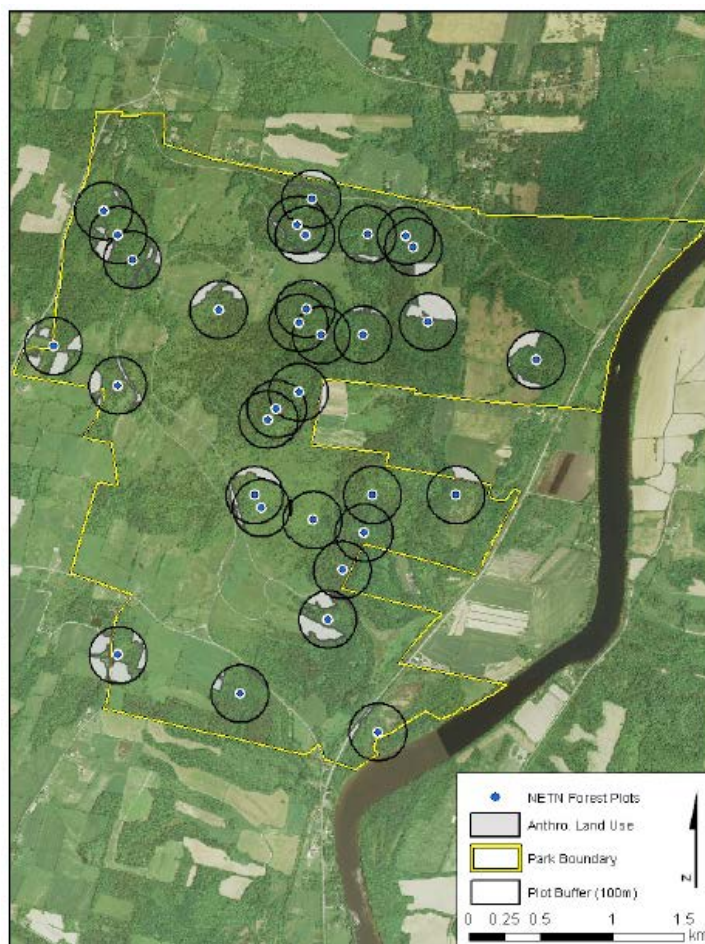 NETN Forest Plots
Anthro. Land Use
Park Boundary
Plot Buffer (100m)
N
0 0.25 0.5 1 1.5
km